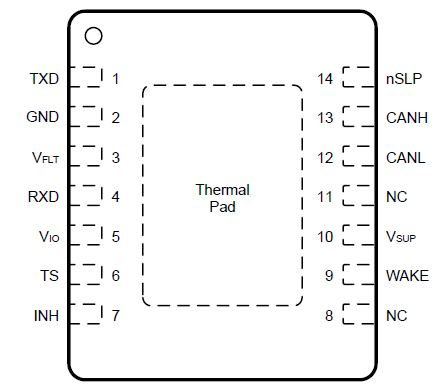 TXD 1 14 nSLP
GND 2 13 CANH
VFLT 3 12 CANL
RXD 4 Thermal 11 NC
Pad
VIO 5 10 VSUP
TS 6 9 WAKE
INH 7 8 NC